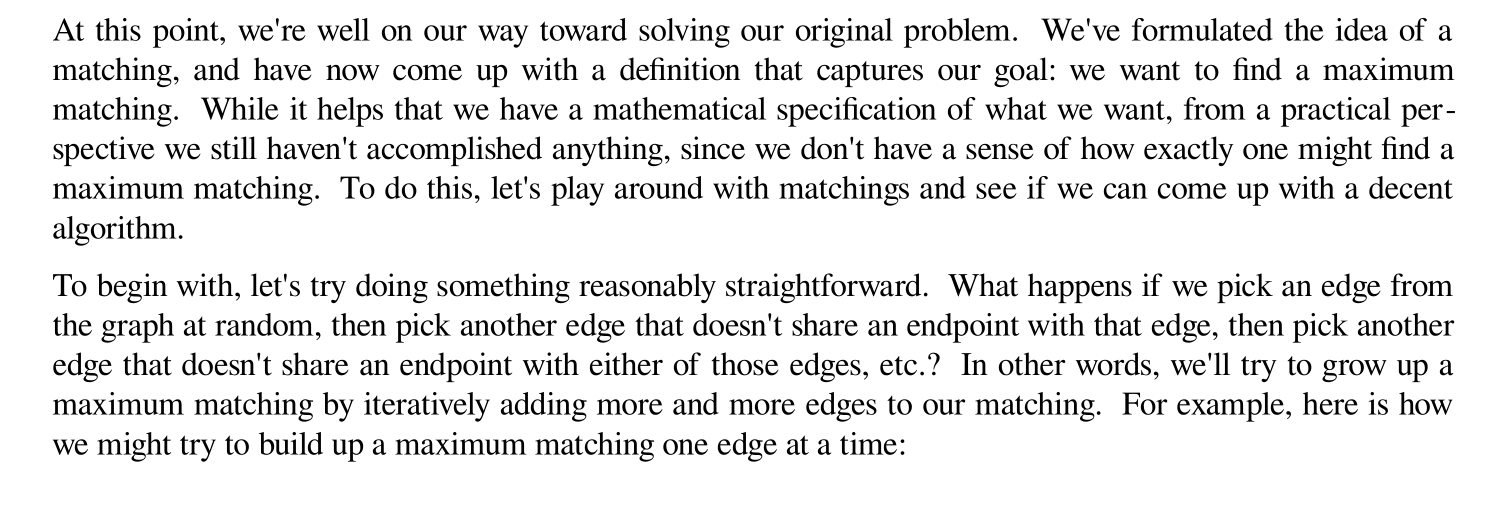 At this point, we're well on our way toward solving our original problem.  We've formulated the idea of a
matching, and have now come up with a definition that captures our goal: we want to find a maximum
matching.  While it helps that we have a mathematical specification of what we want, from a practical per-
spective we still haven't accomplished anything, since we don't have a sense of how exactly one might find a
maximum matching.  To do this, let's play around with matchings and see if we can come up with a decent
algorithm.
To begin with, let's try doing something reasonably straightforward.  What happens if we pick an edge from
the graph at random, then pick another edge that doesn't share an endpoint with that edge, then pick another
edge that doesn't share an endpoint with either of those edges, etc.?  In other words, we'll try to grow up a
maximum matching by iteratively adding more and more edges to our matching.  For example, here is how
we might try to build up a maximum matching one edge at a time: